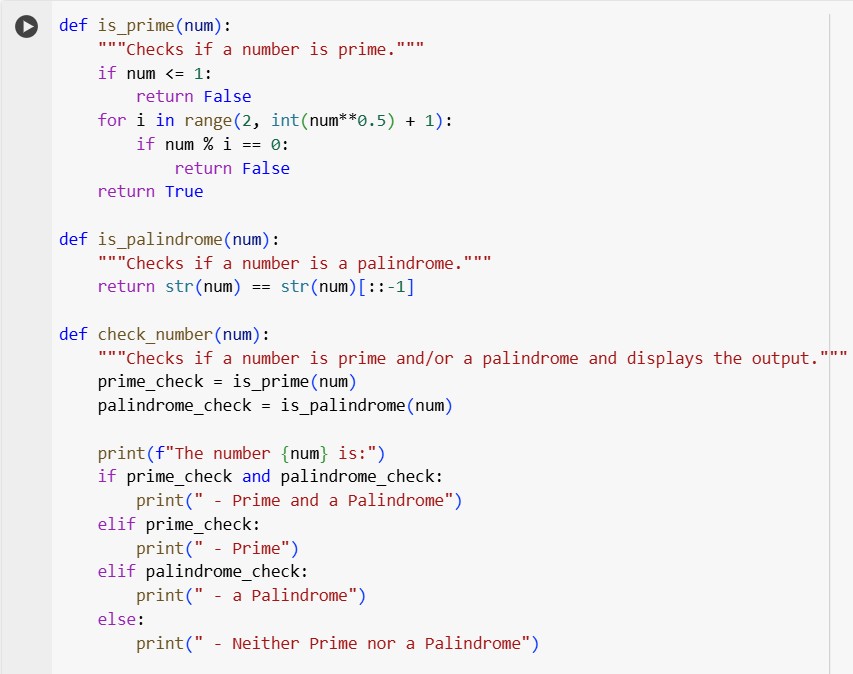 def is_prime(num):
    """Checks if a number is prime."""
    if num <= 1:
        return False
    for i in range(2, int(num**0.5) + 1):
        if num % i == 0:
            return False
    return True

def is_palindrome(num):
    """Checks if a number is a palindrome."""
    return str(num) == str(num)[::-1]

def check_number(num):
    """Checks if a number is prime and/or a palindrome and displays the output."""
    prime_check = is_prime(num)
    palindrome_check = is_palindrome(num)

    print(f"The number {num} is:")
    if prime_check and palindrome_check:
        print(" - Prime and a Palindrome")
    elif prime_check:
        print(" - Prime")
    elif palindrome_check:
        print(" - a Palindrome")
    else:
        print(" - Neither Prime nor a Palindrome")